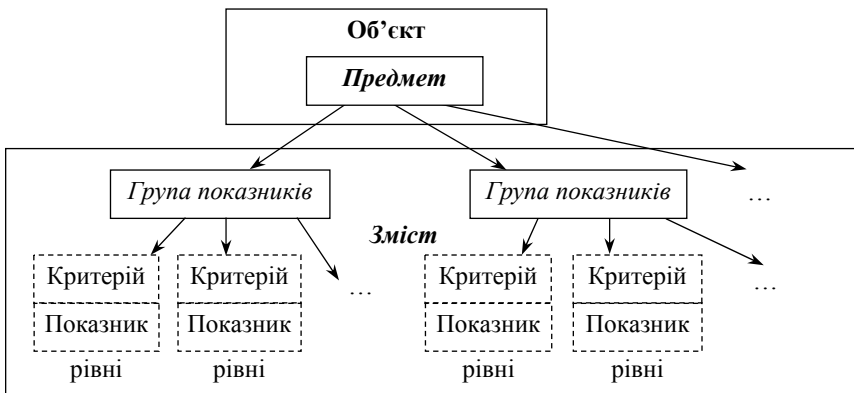 Об’єкт
Предмет
Група показників
Група показників
…
Зміст
Критерій
Критерій
…
Критерій
Критерій
…
Показник
Показник
Показник
Показник
рівні
рівні
рівні
рівні